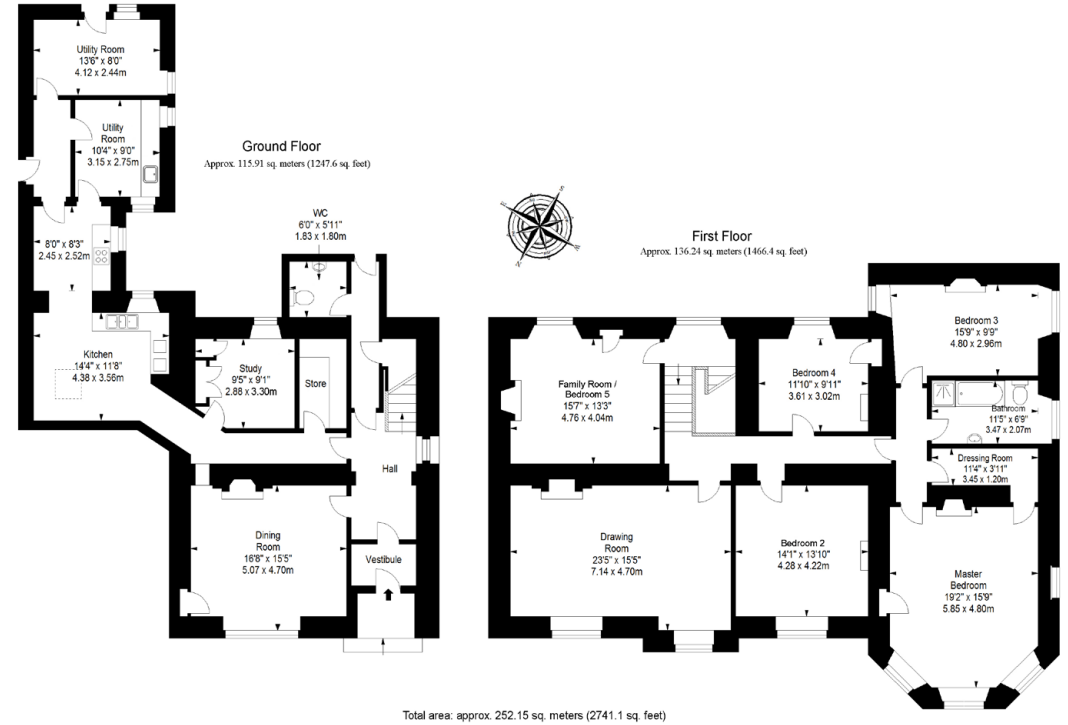 Utility Room
13'6" x 8'0"
4.12 x 2.44m
Utility
Room
10'4" x 9'0"
3.15 x 2.75m
Ground Floor
Approx. 115.91 sq. meters (1247.6 sq. feet)
WC
6'0" x 5'11"
1.83 x 1.80m
8'0" x 8'3"
2.45 x 2.52m
Kitchen
14'4" x 11'8"
4.38 x 3.56m
Study
9'5" x 9'1"
2.88 x 3.30m
Store
Hall
Dining
Room
16'8" x 15'5"
5.07 x 4.70m
Vestibule
S
W
N
First Floor
Approx. 136.24 sq. meters (1466.4 sq. feet)
Bedroom 3
15'9" x 9'9"
4.80 x 2.96m
Family Room /
Bedroom 5
15'7" x 13'3"
4.76 x 4.04m
Bedroom 4
11'10" x 9'11"
3.61 x 3.02m
Bathroom
11'5" x 6'9"
3.47 x 2.07m
Dressing Room
11'4" x 3'11"
3.45 x 1.20m
Drawing
Room
23'5" x 15'5"
7.14 x 4.70m
Bedroom 2
14'1" x 13'10"
4.28 x 4.22m
Master
Bedroom
19'2" x 15'9"
5.85 x 4.80m
Total area: approx. 252.15 sq. meters (2741.1 sq. feet)